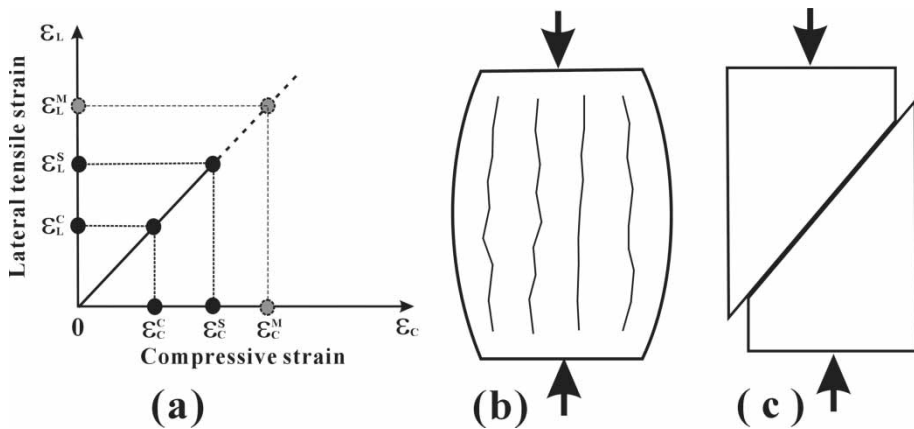 ε_L
Lateral tensile strain
ε_L^M
ε_L^S
ε_L^C
0
ε_C^C
ε_C^S
ε_C^M
ε_C
Compressive strain
(a)
(b)
( c )